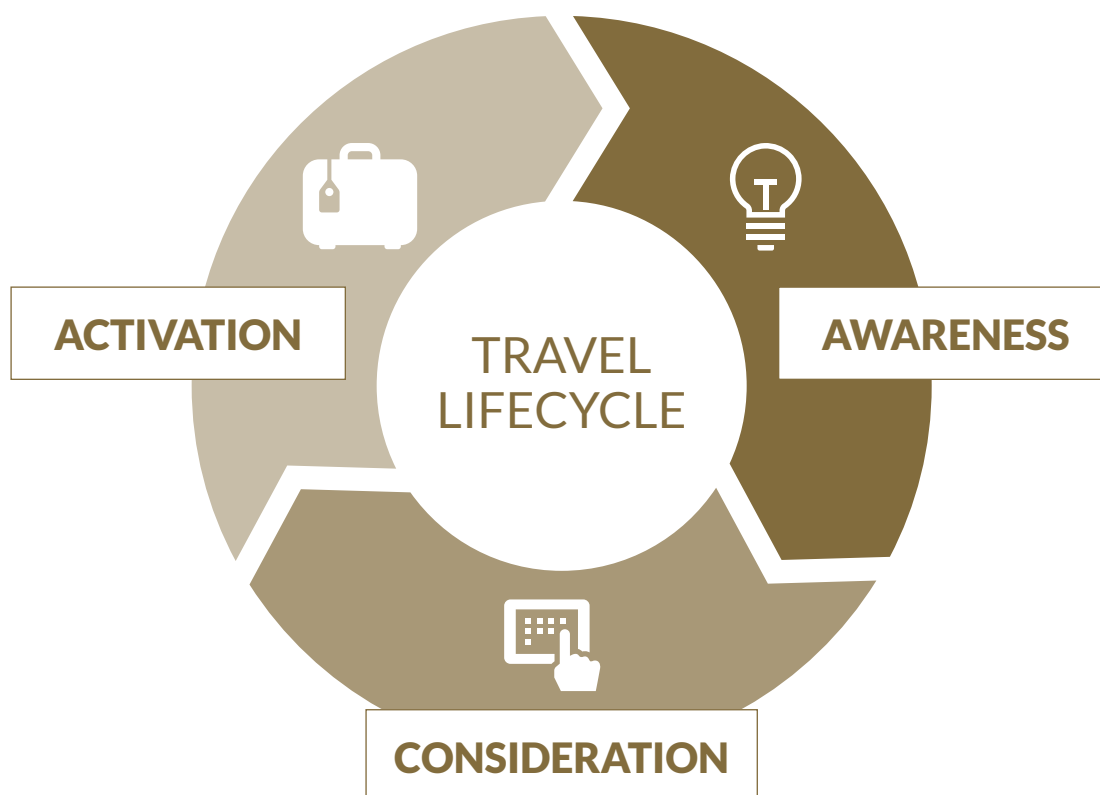 ACTIVATION
TRAVEL
LIFECYCLE
AWARENESS
CONSIDERATION